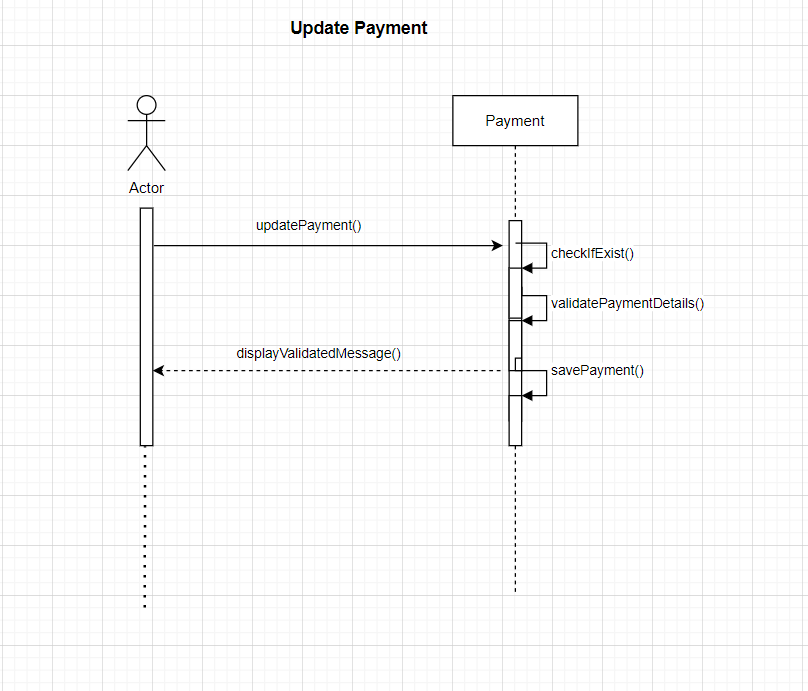 Update Payment
Payment
Actor
updatePayment()
checkIfExist()
validatePaymentDetails()
displayValidatedMessage()
savePayment()